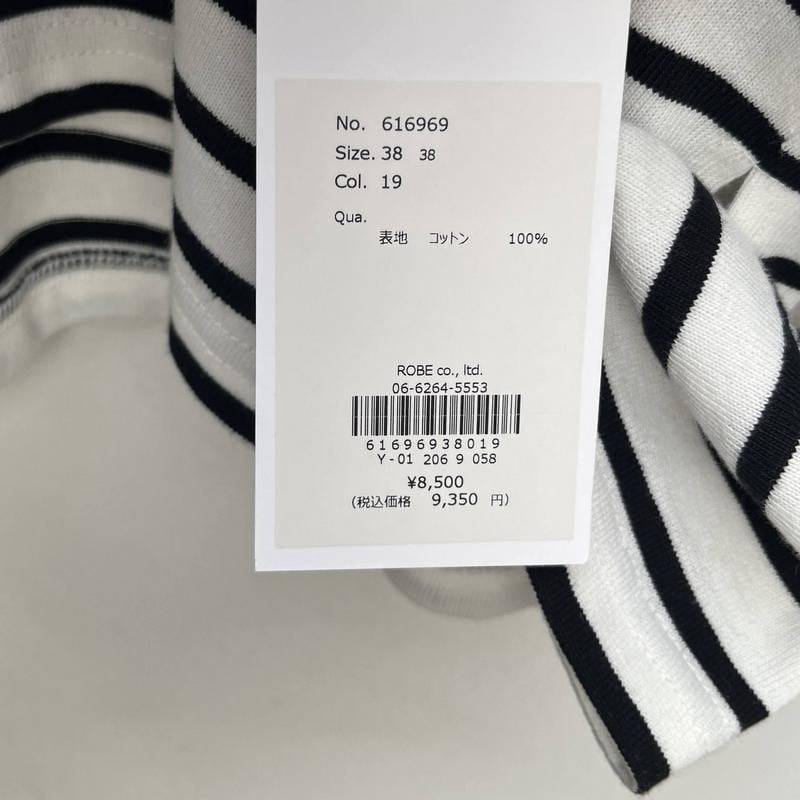 No. 616969
Size. 38 38
Col. 19
Qua.
表地 コットン 100%
ROBE co., ltd.
06-6264-5553
61696938019
Y-01 206 9 058
¥8,500
(税込価格 9,350 円)